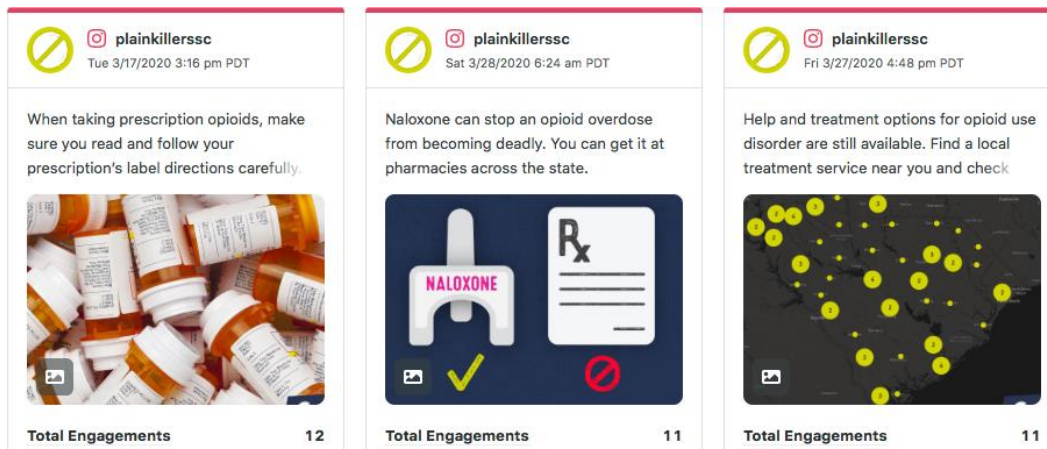 plainkillerssc
Tue 3/17/2020 3:16 pm PDT
When taking prescription opioids, make
sure you read and follow your
prescription's label directions carefully.
Total Engagements 12
plainkillerssc
Sat 3/28/2020 6:24 am PDT
Naloxone can stop an opioid overdose
from becoming deadly. You can get it at
pharmacies across the state.
NALOXONE
Rx
Total Engagements 11
plainkillerssc
Fri 3/27/2020 4:48 pm PDT
Help and treatment options for opioid use
disorder are still available. Find a local
treatment service near you and check
Total Engagements 11